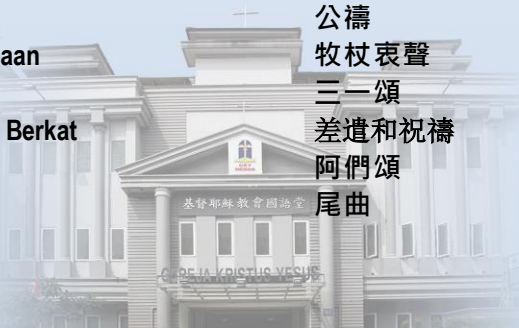 公禱
aan 牧杖衷聲
三一頌
Berkat 差遣和祝禱
阿們頌
尾曲
基督耶穌教會國語堂
GEREJA KRISTUS YESUS